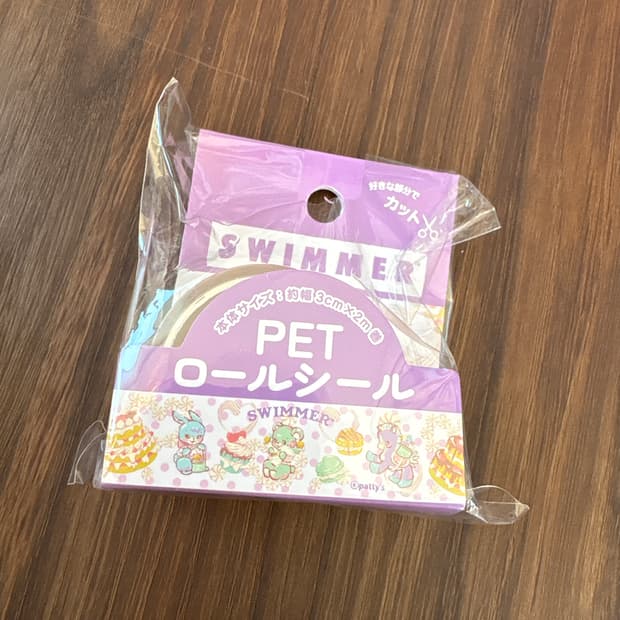 好きな部分で
カット
SWIMMER
本体サイズ：約幅3cm×2m巻
PET
ロールシール
SWIMMER
©patty's